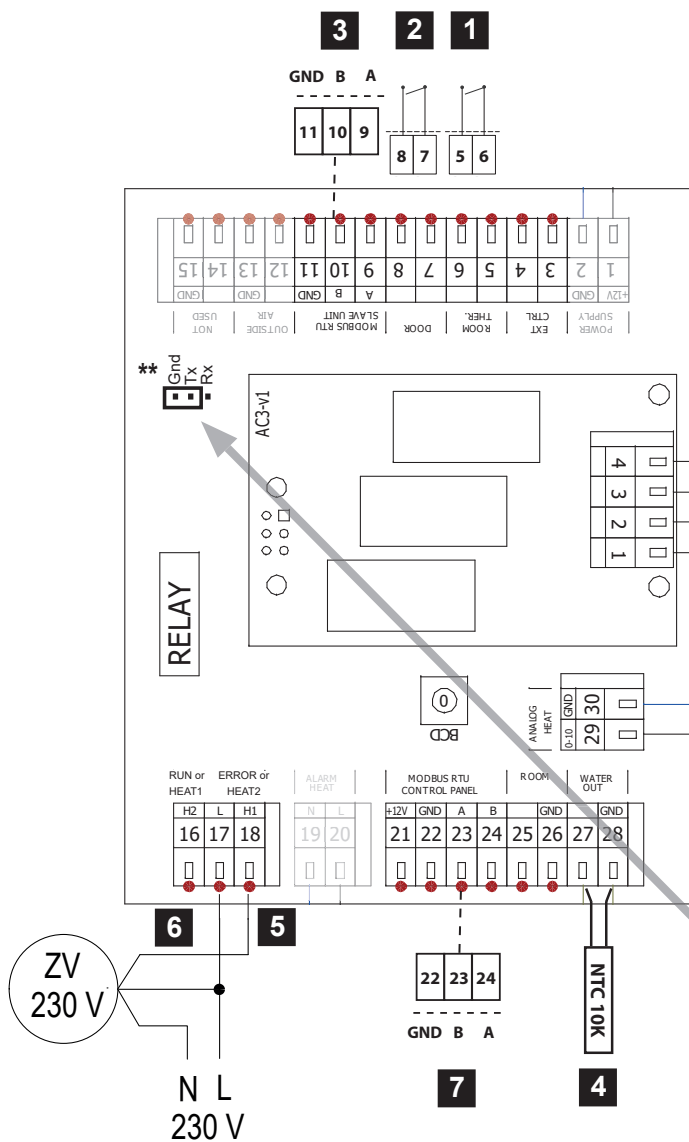 3 2 1
GND B A
11 10 9
8 7
5 6
15 14 13 12 11 10 9 8 7 6 5 4 3 2 1
GND GND GND B A GND +12V
NOT USED
OUTSIDE AIR
MODBUS RTU SLAVE UNIT
DOOR
ROOM THER.
EXT CTRL
POWER SUPPLY
**
Gnd
Tx
Rx
AC3-v1
4
3
2
1
RELAY
0
BCD
ANALOG HEAT
0-10 GND
29 30
RUN or HEAT1
ERROR or HEAT2
ALARM HEAT
MODBUS RTU CONTROL PANEL
ROOM
WATER OUT
H2 L H1 N L +12V GND A B GND GND
16 17 18 19 20 21 22 23 24 25 26 27 28
6 5
ZV
230 V
22 23 24
GND B A
NTC 10K
N L
230 V
7 4